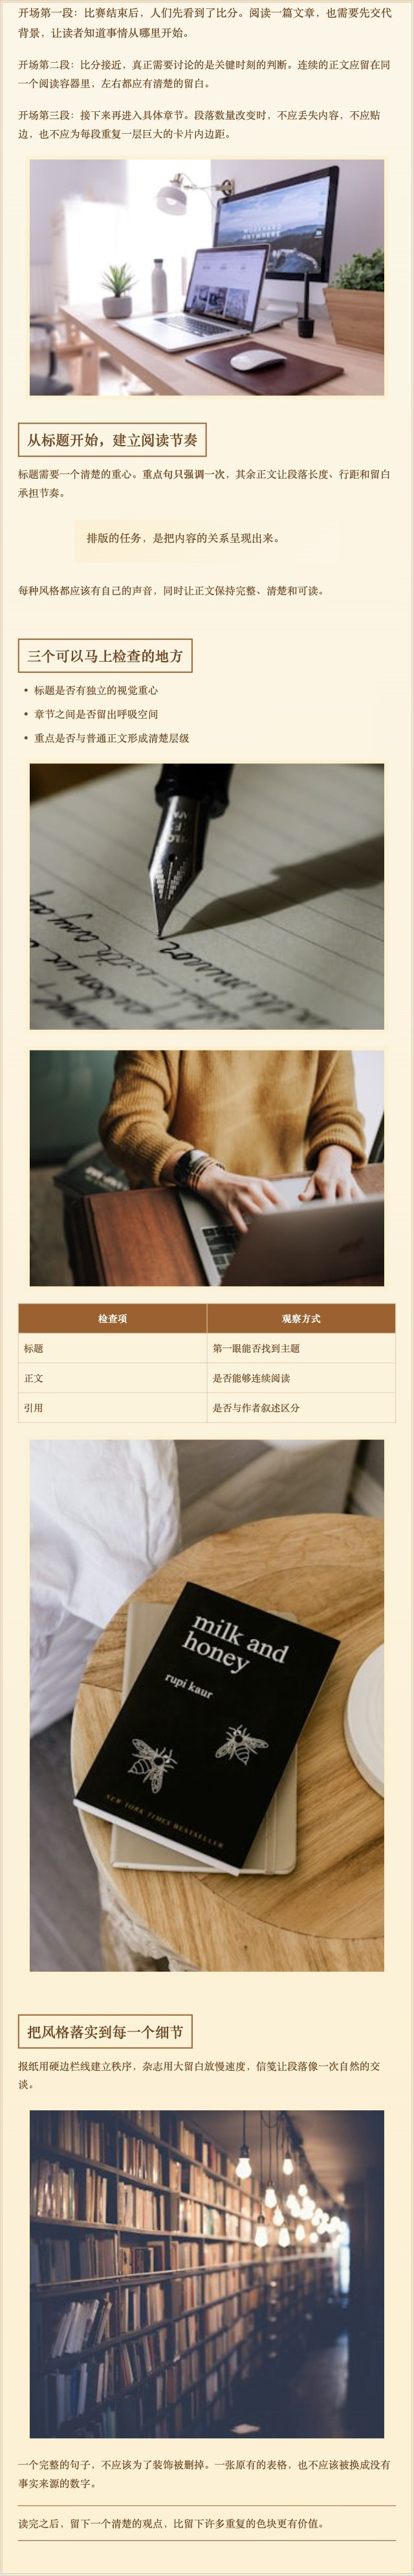 开场第一段：比赛结束后，人们先看到了比分。阅读一篇文章，也需要先交代
背景，让读者知道事情从哪里开始。
开场第二段：比分接近，真正需要讨论的是关键时刻的判断。连续的正文应留在同
一个阅读容器里，左右都应有清楚的留白。
开场第三段：接下来再进入具体章节。段落数量改变时，不应丢失内容，不应贴
边，也不应为每段重复一层巨大的卡片内边距。
从标题开始，建立阅读节奏
标题需要一个清楚的重心。重点句只强调一次，其余正文让段落长度、行距和留白
承担节奏。
排版的任务，是把内容的关系呈现出来。
每种风格都应该有自己的声音，同时让正文保持完整、清楚和可读。
三个可以马上检查的地方
• 标题是否有独立的视觉重心
• 章节之间是否留出呼吸空间
• 重点是否与普通正文形成清楚层级
检查项 观察方式
标题 第一眼能否找到主题
正文 是否能够连续阅读
引用 是否与作者叙述区分
milk and
honey
rupi kaur
NEW YORK TIMES BESTSELLER
把风格落实到每一个细节
报纸用硬边栏线建立秩序，杂志用大留白放慢速度，信笺让段落像一次自然的交
谈。
一个完整的句子，不应该为了装饰被删掉。一张原有的表格，也不应该被换成没有
事实来源的数字。
读完之后，留下一个清楚的观点，比留下许多重复的色块更有价值。